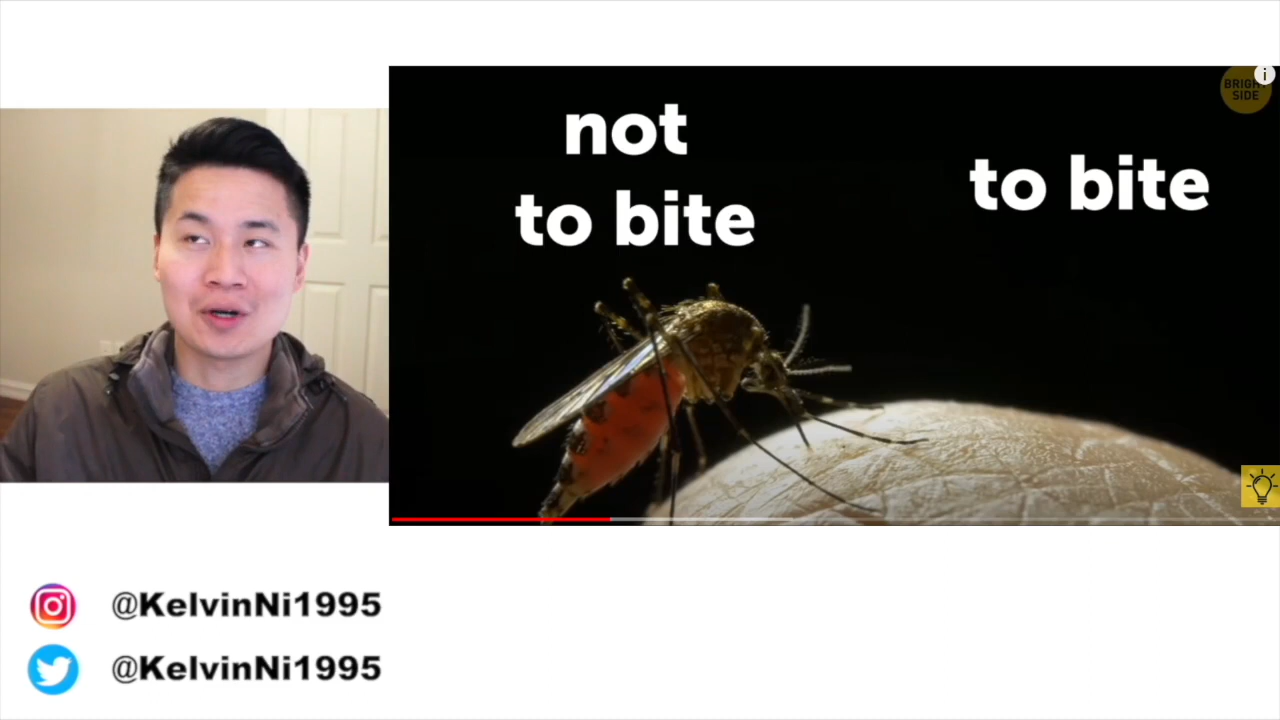 not
to bite
to bite
BRIGHT
SIDE
i
@KelvinNi1995
@KelvinNi1995